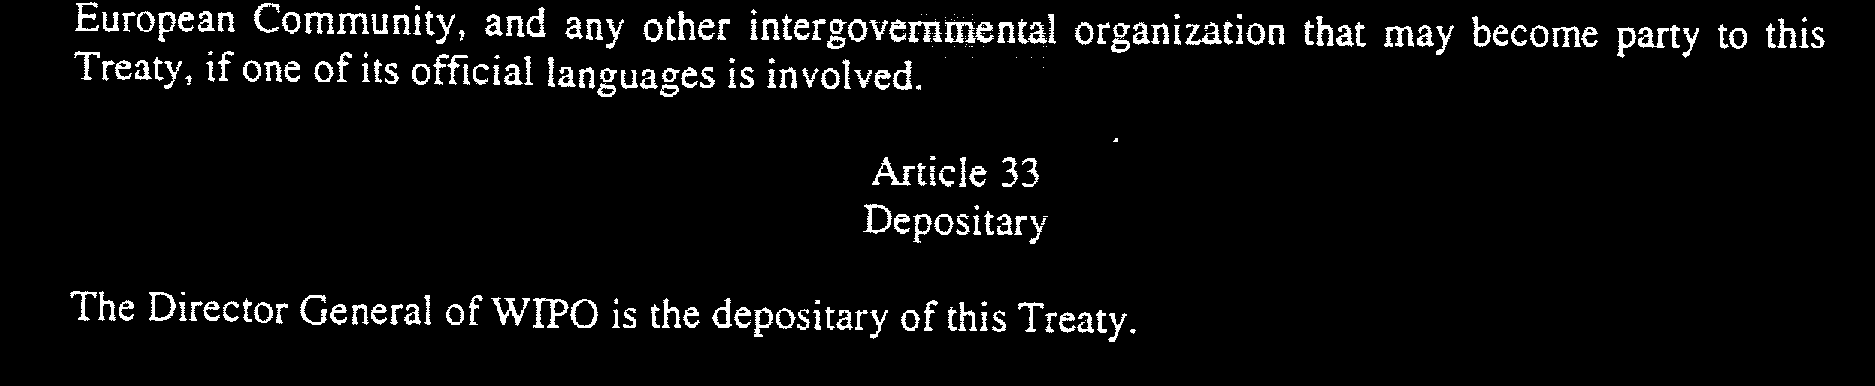 European Community, and any other intergovernmental organization that may become party to this
Treaty, if one of its official languages is involved.
Article 33
Depositary
The Director General of WIPO is the depositary of this Treaty.